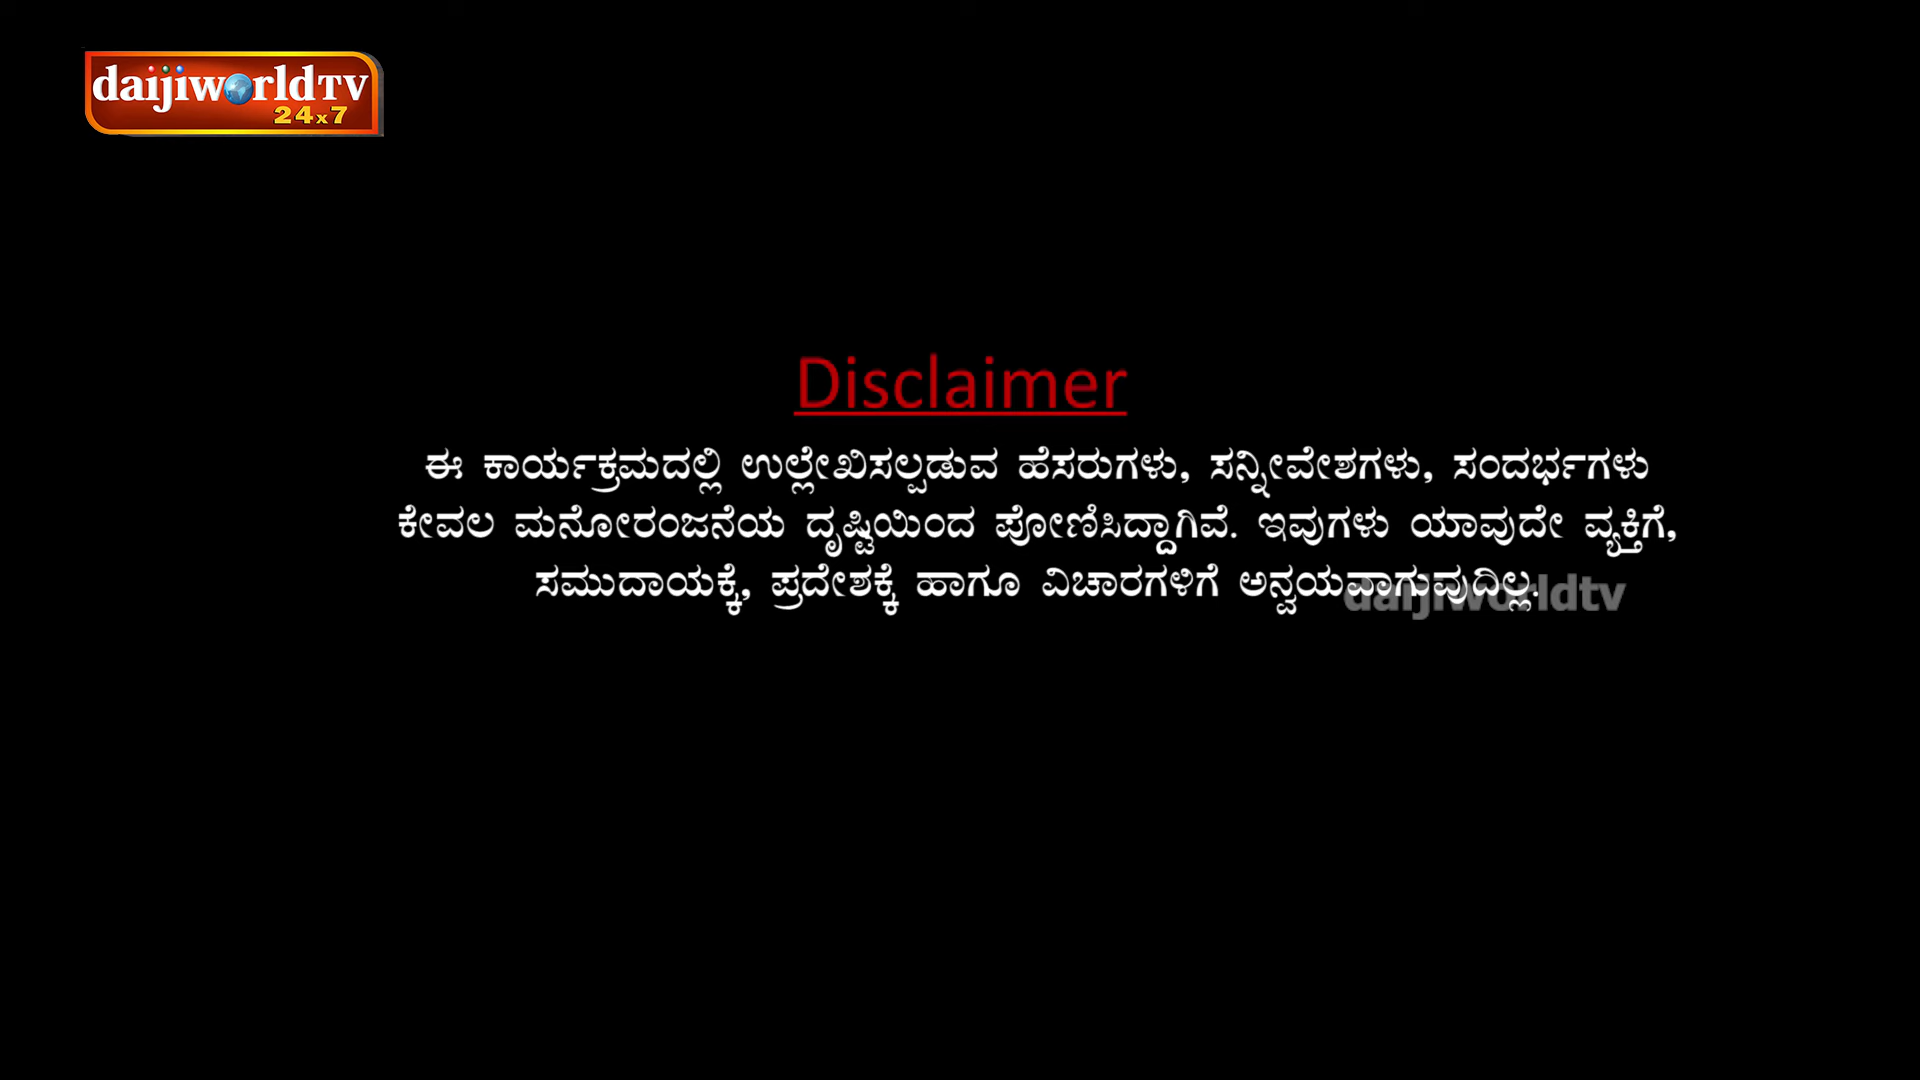 daijiworldTV
24x7
Disclaimer
ಈ ಕಾರ್ಯಕ್ರಮದಲ್ಲಿ ಉಲ್ಲೇಖಿಸಲ್ಪಡುವ ಹೆಸರುಗಳು, ಸನ್ನೀವೇಶಗಳು, ಸಂದರ್ಭಗಳು
ಕೇವಲ ಮನೋರಂಜನೆಯ ದೃಷ್ಟಿಯಿಂದ ಪೋಣಿಸಿದ್ದಾಗಿವೆ. ಇವುಗಳು ಯಾವುದೇ ವ್ಯಕ್ತಿಗೆ,
ಸಮುದಾಯಕ್ಕೆ, ಪ್ರದೇಶಕ್ಕೆ ಹಾಗೂ ವಿಚಾರಗಳಿಗೆ ಅನ್ವಯವಾಗುವುದಿಲ್ಲ.
daijiworldtv